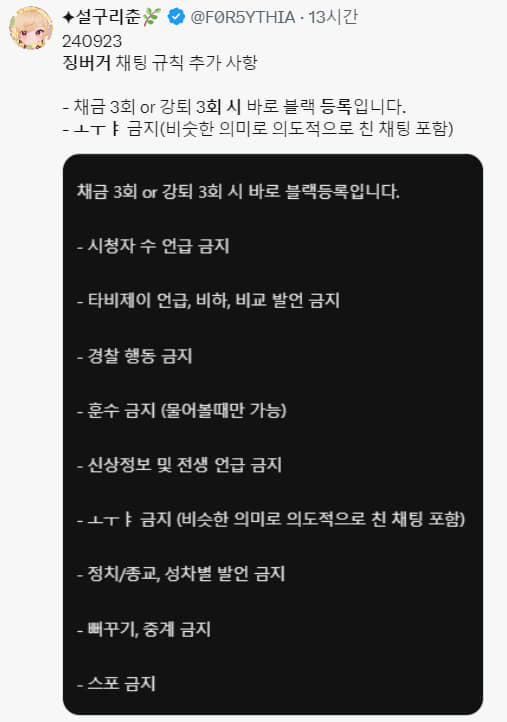 ✦설구리춘🌿 @F0R5YTHIA · 13시간
240923
징버거 채팅 규칙 추가 사항
- 채금 3회 or 강퇴 3회 시 바로 블랙 등록입니다.
- ㅗㅜㅑ 금지(비슷한 의미로 의도적으로 친 채팅 포함)
채금 3회 or 강퇴 3회 시 바로 블랙등록입니다.
- 시청자 수 언급 금지
- 타비제이 언급, 비하, 비교 발언 금지
- 경찰 행동 금지
- 훈수 금지 (물어볼때만 가능)
- 신상정보 및 전생 언급 금지
- ㅗㅜㅑ 금지 (비슷한 의미로 의도적으로 친 채팅 포함)
- 정치/종교, 성차별 발언 금지
- 뻐꾸기, 중계 금지
- 스포 금지